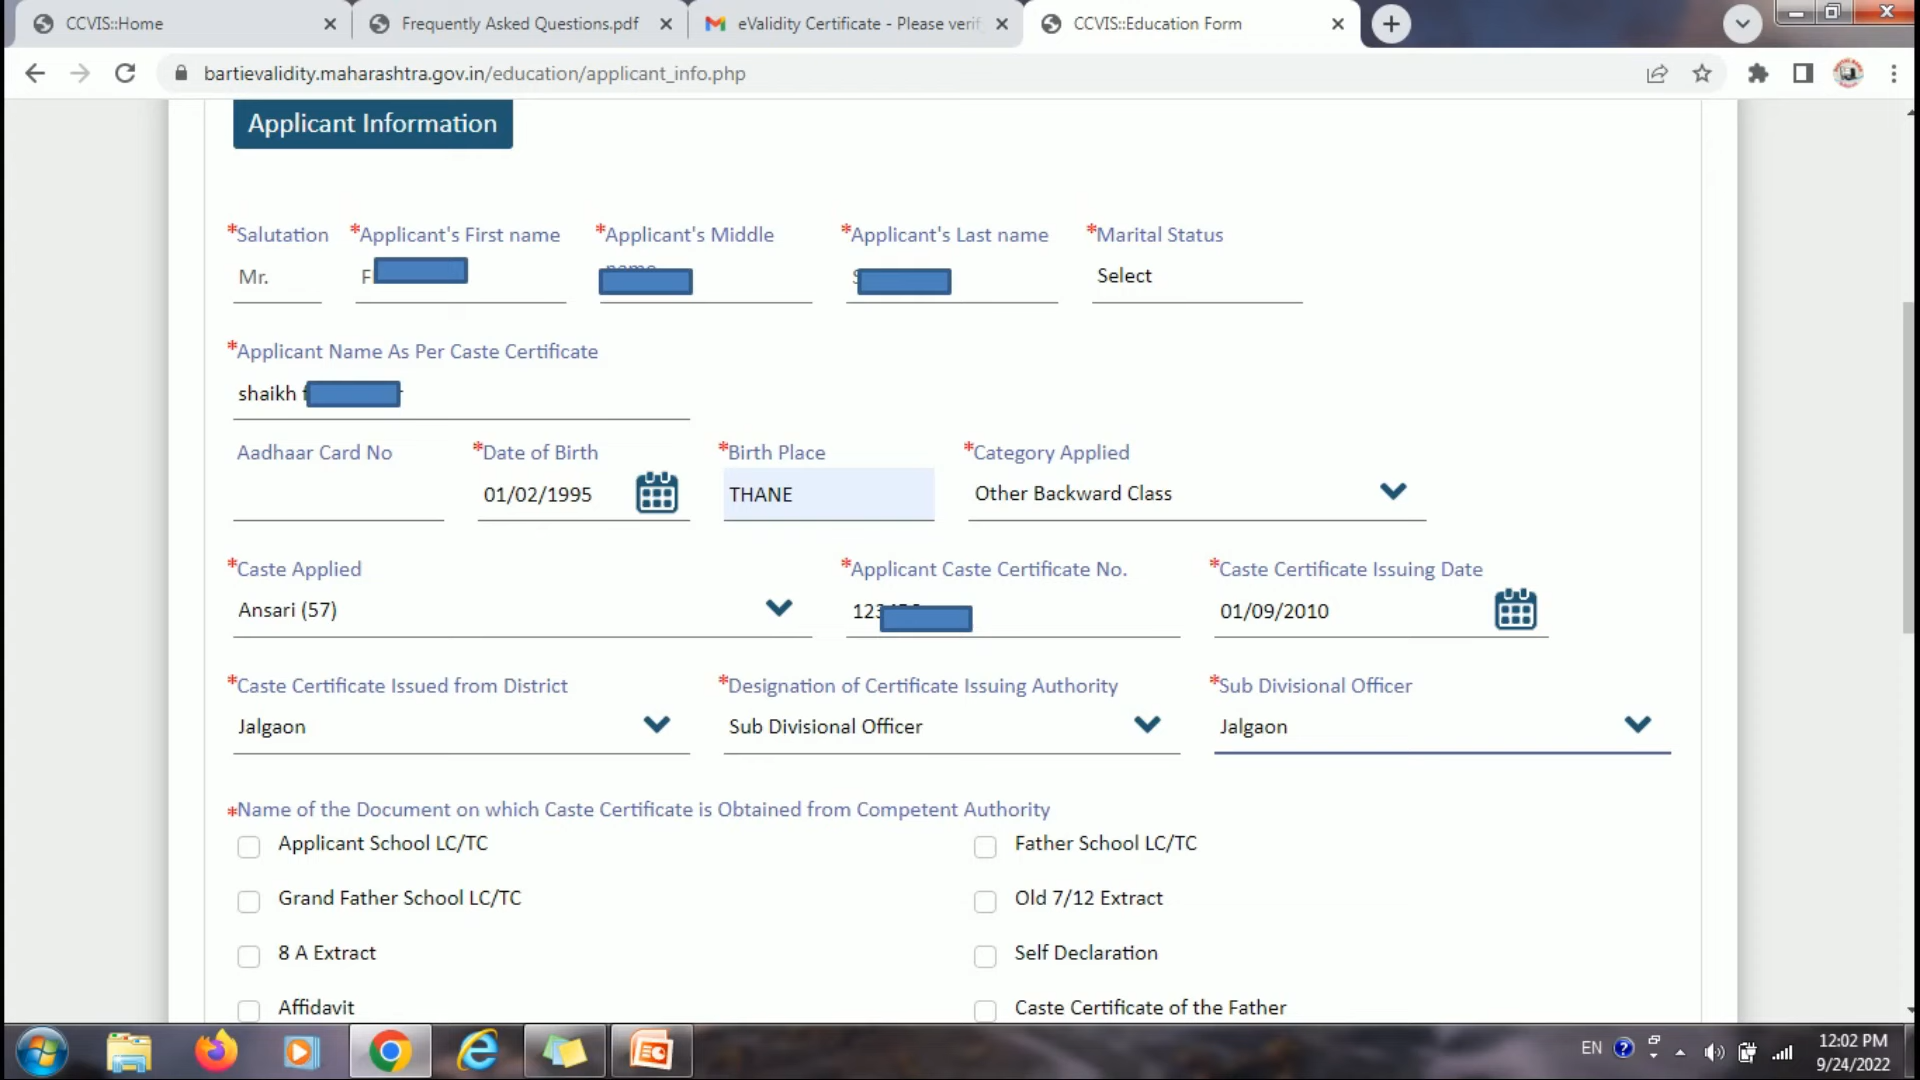 CCVIS::Home
Frequently Asked Questions.pdf
eValidity Certificate - Please verif
CCVIS::Education Form
bartievalidity.maharashtra.gov.in/education/applicant_info.php
Applicant Information
*Salutation *Applicant's First name *Applicant's Middle name *Applicant's Last name *Marital Status
Mr. F S Select
*Applicant Name As Per Caste Certificate
shaikh f
Aadhaar Card No *Date of Birth *Birth Place *Category Applied
01/02/1995 THANE Other Backward Class
*Caste Applied *Applicant Caste Certificate No. *Caste Certificate Issuing Date
Ansari (57) 123 01/09/2010
*Caste Certificate Issued from District *Designation of Certificate Issuing Authority *Sub Divisional Officer
Jalgaon Sub Divisional Officer Jalgaon
*Name of the Document on which Caste Certificate is Obtained from Competent Authority
Applicant School LC/TC Father School LC/TC
Grand Father School LC/TC Old 7/12 Extract
8 A Extract Self Declaration
Affidavit Caste Certificate of the Father
EN 12:02 PM
9/24/2022